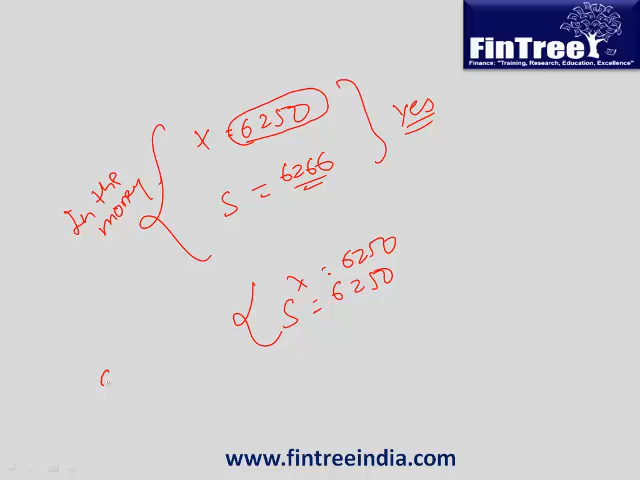 FinTree
Finance: "Training, Research, Education, Excellence"
X = 6250
yes
In the
money
S = 6266
X = 6250
S = 6250
www.fintreeindia.com